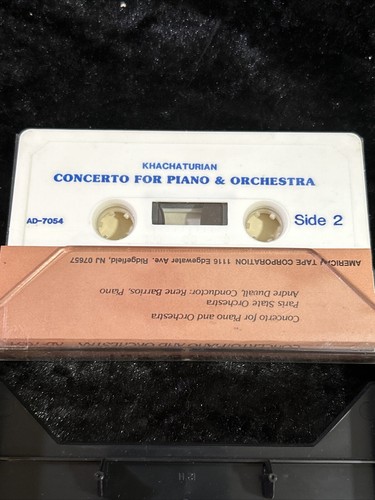 KHACHATURIAN
CONCERTO FOR PIANO & ORCHESTRA
AD-7054
Side 2
Concerto for Piano and Orchestra
Paris State Orchestra
Andre Duvall, Conductor: Rene Barrios, Piano
AMERICAN TAPE CORPORATION 1116 Edgewater Ave. Ridgefield, NJ 07657